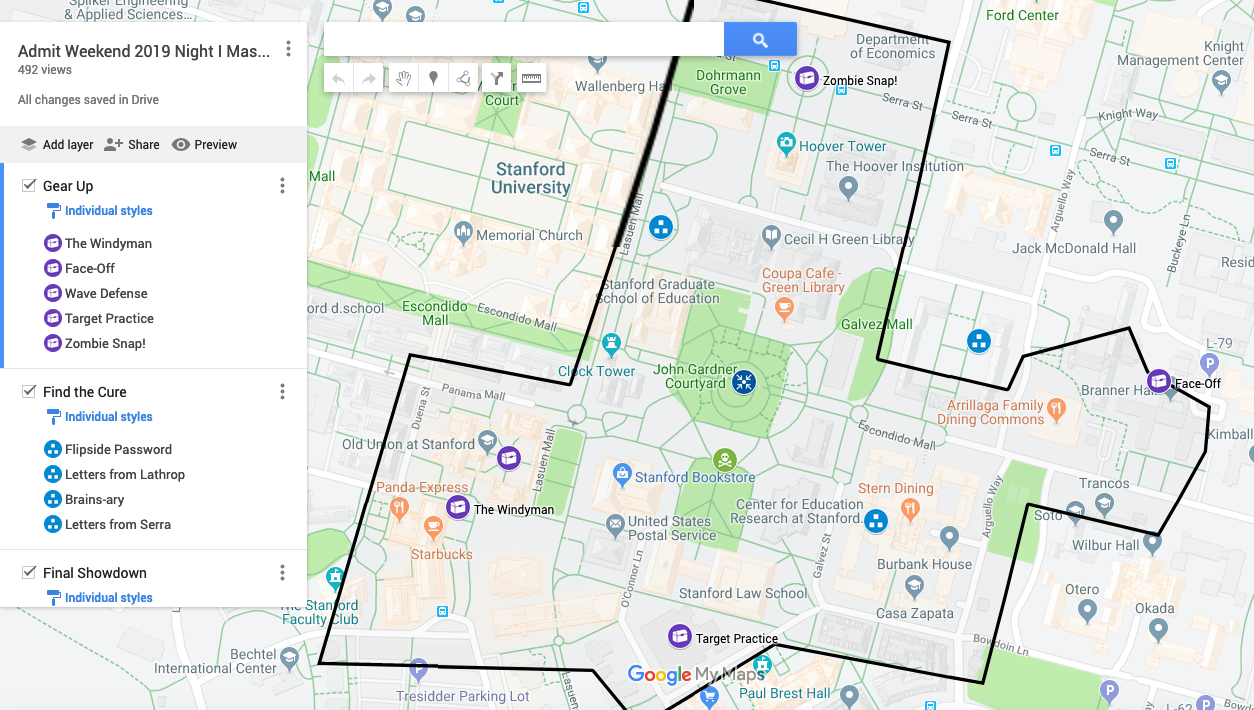 Admit Weekend 2019 Night I Mas...
492 views
All changes saved in Drive
Add layer
Share
Preview
Gear Up
Individual styles
The Windyman
Face-Off
Wave Defense
Target Practice
Zombie Snap!
Find the Cure
Individual styles
Flipside Password
Letters from Lathrop
Brains-ary
Letters from Serra
Final Showdown
Individual styles
Spilker Engineering
& Applied Sciences...
Court
Wallenberg Ha
Dohrmann
Grove
Zombie Snap!
Department
of Economics
Ford Center
Knight
Management Center
Serra St
Serra St
Knight Way
Serra St
Mall
Stanford
University
Hoover Tower
The Hoover Institution
Arguello Way
Memorial Church
Lasuen Mall
Cecil H Green Library
Jack McDonald Hall
Buckeye Ln
Resid
Coupa Cafe -
Green Library
Stanford Graduate
School of Education
ord d.school
Escondido
Mall
Escondido Mall
Galvez Mall
Clock Tower
John Gardner
Courtyard
L-79
Branner Hal
Face-Off
Panama Mall
Duena St
Arrillaga Family
Dining Commons
Old Union at Stanford
Lasuen Mall
Escondido Mall
Kimball
Panda Express
Stanford Bookstore
Stern Dining
Trancos
The Windyman
Center for Education
Research at Stanford
Arguello Way
Soto
United States
Postal Service
Starbucks
Galvez St
Wilbur Hall
Burbank House
O'Connor Ln
The Stanford
Faculty Club
Stanford Law School
Casa Zapata
Otero
Okada
Target Practice
Bowdoin Ln
Bechtel
International Center
Google My Maps
Tresidder Parking Lot
Lasuen
Paul Brest Hall
L-62